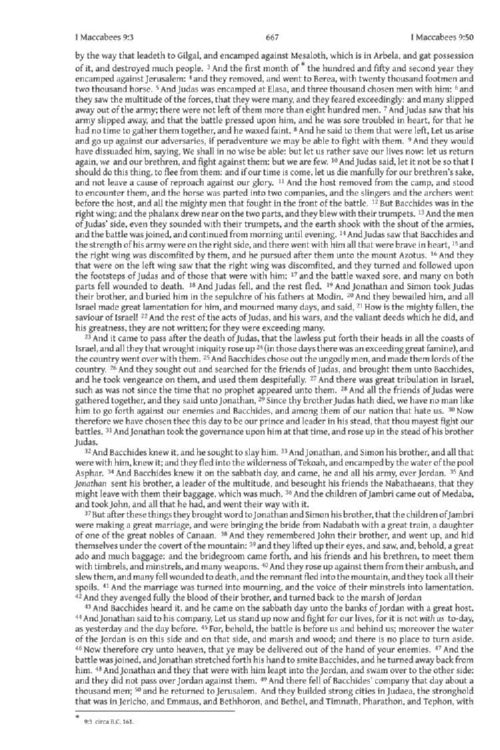 I Maccabees 9:3 667 I Maccabees 9:50
by the way that leadeth to Gilgal, and encamped against Mesaloth, which is in Arbela, and gat possession
of it, and destroyed much people. 3 And the first month of * the hundred and fifty and second year they
encamped against Jerusalem: 4 and they removed, and went to Berea, with twenty thousand footmen and
two thousand horse. 5 And Judas was encamped at Elasa, and three thousand chosen men with him: 6 and
they saw the multitude of the forces, that they were many, and they feared exceedingly: and many slipped
away out of the army; there were not left of them more than eight hundred men. 7 And Judas saw that his
army slipped away, and that the battle pressed upon him, and he was sore troubled in heart, for that he
had no time to gather them together, and he waxed faint. 8 And he said to them that were left, Let us arise
and go up against our adversaries, if peradventure we may be able to fight with them. 9 And they would
have dissuaded him, saying, We shall in no wise be able: but let us rather save our lives now: let us return
again, we and our brethren, and fight against them: but we are few. 10 And Judas said, let it not be so that I
should do this thing, to flee from them: and if our time is come, let us die manfully for our brethren's sake,
and not leave a cause of reproach against our glory. 11 And the host removed from the camp, and stood
to encounter them, and the horse was parted into two companies, and the slingers and the archers went
before the host, and all the mighty men that fought in the front of the battle. 12 But Bacchides was in the
right wing; and the phalanx drew near on the two parts, and they blew with their trumpets. 13 And the men
of Judas' side, even they sounded with their trumpets, and the earth shook with the shout of the armies,
and the battle was joined, and continued from morning until evening. 14 And Judas saw that Bacchides and
the strength of his army were on the right side, and there went with him all that were brave in heart, 15 and
the right wing was discomfited by them, and he pursued after them unto the mount Azotus. 16 And they
that were on the left wing saw that the right wing was discomfited, and they turned and followed upon
the footsteps of Judas and of those that were with him: 17 and the battle waxed sore, and many on both
parts fell wounded to death. 18 And Judas fell, and the rest fled. 19 And Jonathan and Simon took Judas
their brother, and buried him in the sepulchre of his fathers at Modin. 20 And they bewailed him, and all
Israel made great lamentation for him, and mourned many days, and said, 21 How is the mighty fallen, the
saviour of Israel! 22 And the rest of the acts of Judas, and his wars, and the valiant deeds which he did, and
his greatness, they are not written; for they were exceeding many.
23 And it came to pass after the death of Judas, that the lawless put forth their heads in all the coasts of
Israel, and all they that wrought iniquity rose up 24 (in those days there was an exceeding great famine), and
the country went over with them. 25 And Bacchides chose out the ungodly men, and made them lords of the
country. 26 And they sought out and searched for the friends of Judas, and brought them unto Bacchides,
and he took vengeance on them, and used them despitefully. 27 And there was great tribulation in Israel,
such as was not since the time that no prophet appeared unto them. 28 And all the friends of Judas were
gathered together, and they said unto Jonathan, 29 Since thy brother Judas hath died, we have no man like
him to go forth against our enemies and Bacchides, and among them of our nation that hate us. 30 Now
therefore we have chosen thee this day to be our prince and leader in his stead, that thou mayest fight our
battles. 31 And Jonathan took the governance upon him at that time, and rose up in the stead of his brother
Judas.
32 And Bacchides knew it, and he sought to slay him. 33 And Jonathan, and Simon his brother, and all that
were with him, knew it; and they fled into the wilderness of Tekoah, and encamped by the water of the pool
Asphar. 34 And Bacchides knew it on the sabbath day, and came, he and all his army, over Jordan. 35 And
Jonathan sent his brother, a leader of the multitude, and besought his friends the Nabathaeans, that they
might leave with them their baggage, which was much. 36 And the children of Jambri came out of Medaba,
and took John, and all that he had, and went their way with it.
37 But after these things they brought word to Jonathan and Simon his brother, that the children of Jambri
were making a great marriage, and were bringing the bride from Nadabath with a great train, a daughter
of one of the great nobles of Canaan. 38 And they remembered John their brother, and went up, and hid
themselves under the covert of the mountain: 39 and they lifted up their eyes, and saw, and, behold, a great
ado and much baggage: and the bridegroom came forth, and his friends and his brethren, to meet them
with timbrels, and minstrels, and many weapons. 40 And they rose up against them from their ambush, and
slew them, and many fell wounded to death, and the remnant fled into the mountain, and they took all their
spoils. 41 And the marriage was turned into mourning, and the voice of their minstrels into lamentation.
42 And they avenged fully the blood of their brother, and turned back to the marsh of Jordan
43 And Bacchides heard it, and he came on the sabbath day unto the banks of Jordan with a great host.
44 And Jonathan said to his company, Let us stand up now and fight for our lives, for it is not with us to-day,
as yesterday and the day before. 45 For, behold, the battle is before us and behind us; moreover the water
of the Jordan is on this side and on that side, and marsh and wood; and there is no place to turn aside.
46 Now therefore cry unto heaven, that ye may be delivered out of the hand of your enemies. 47 And the
battle was joined, and Jonathan stretched forth his hand to smite Bacchides, and he turned away back from
him. 48 And Jonathan and they that were with him leapt into the Jordan, and swam over to the other side:
and they did not pass over Jordan against them. 49 And there fell of Bacchides' company that day about a
thousand men; 50 and he returned to Jerusalem. And they builded strong cities in Judaea, the stronghold
that was in Jericho, and Emmaus, and Bethhoron, and Bethel, and Timnath, Pharathon, and Tephon, with
* 9:3 circa B.C. 161.